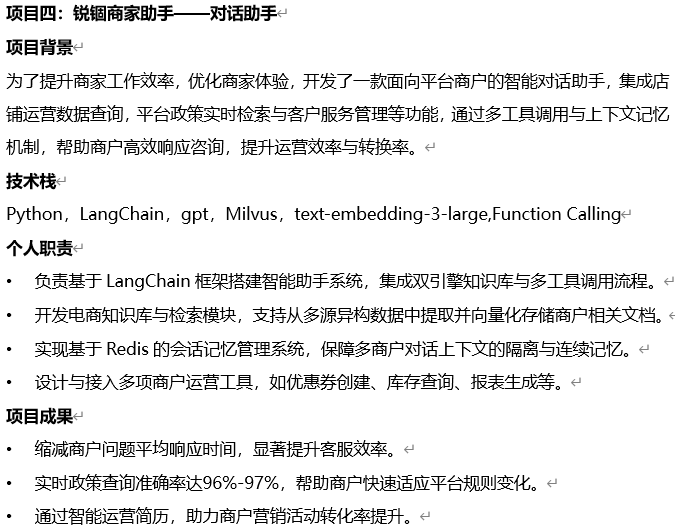 项目四：锐锢商家助手——对话助手
项目背景
为了提升商家工作效率，优化商家体验，开发了一款面向平台商户的智能对话助手，集成店
铺运营数据查询，平台政策实时检索与客户服务管理等功能，通过多工具调用与上下文记忆
机制，帮助商户高效响应咨询，提升运营效率与转换率。
技术栈
Python，LangChain，gpt，Milvus，text-embedding-3-large,Function Calling
个人职责
• 负责基于 LangChain 框架搭建智能助手系统，集成双引擎知识库与多工具调用流程。
• 开发电商知识库与检索模块，支持从多源异构数据中提取并向量化存储商户相关文档。
• 实现基于 Redis 的会话记忆管理系统，保障多商户对话上下文的隔离与连续记忆。
• 设计与接入多项商户运营工具，如优惠券创建、库存查询、报表生成等。
项目成果
• 缩减商户问题平均响应时间，显著提升客服效率。
• 实时政策查询准确率达96%-97%，帮助商户快速适应平台规则变化。
• 通过智能运营简历，助力商户营销活动转化率提升。